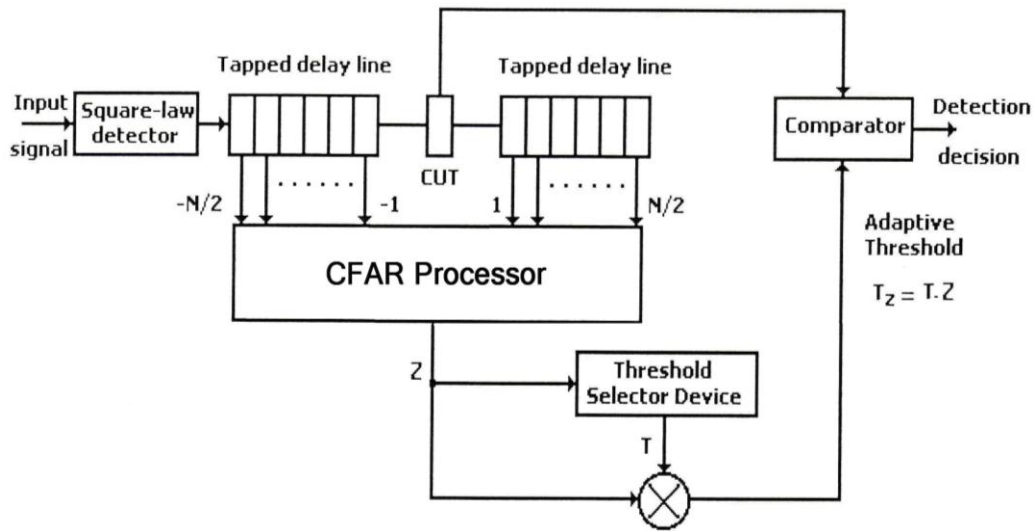 Tapped delay line
Tapped delay line
Input
signal
Square-law
detector
CUT
Comparator
Detection
decision
-N/2
. . . . . .
-1
1
. . . . . .
N/2
CFAR Processor
Adaptive
Threshold
Tz = T.Z
Z
Threshold
Selector Device
T